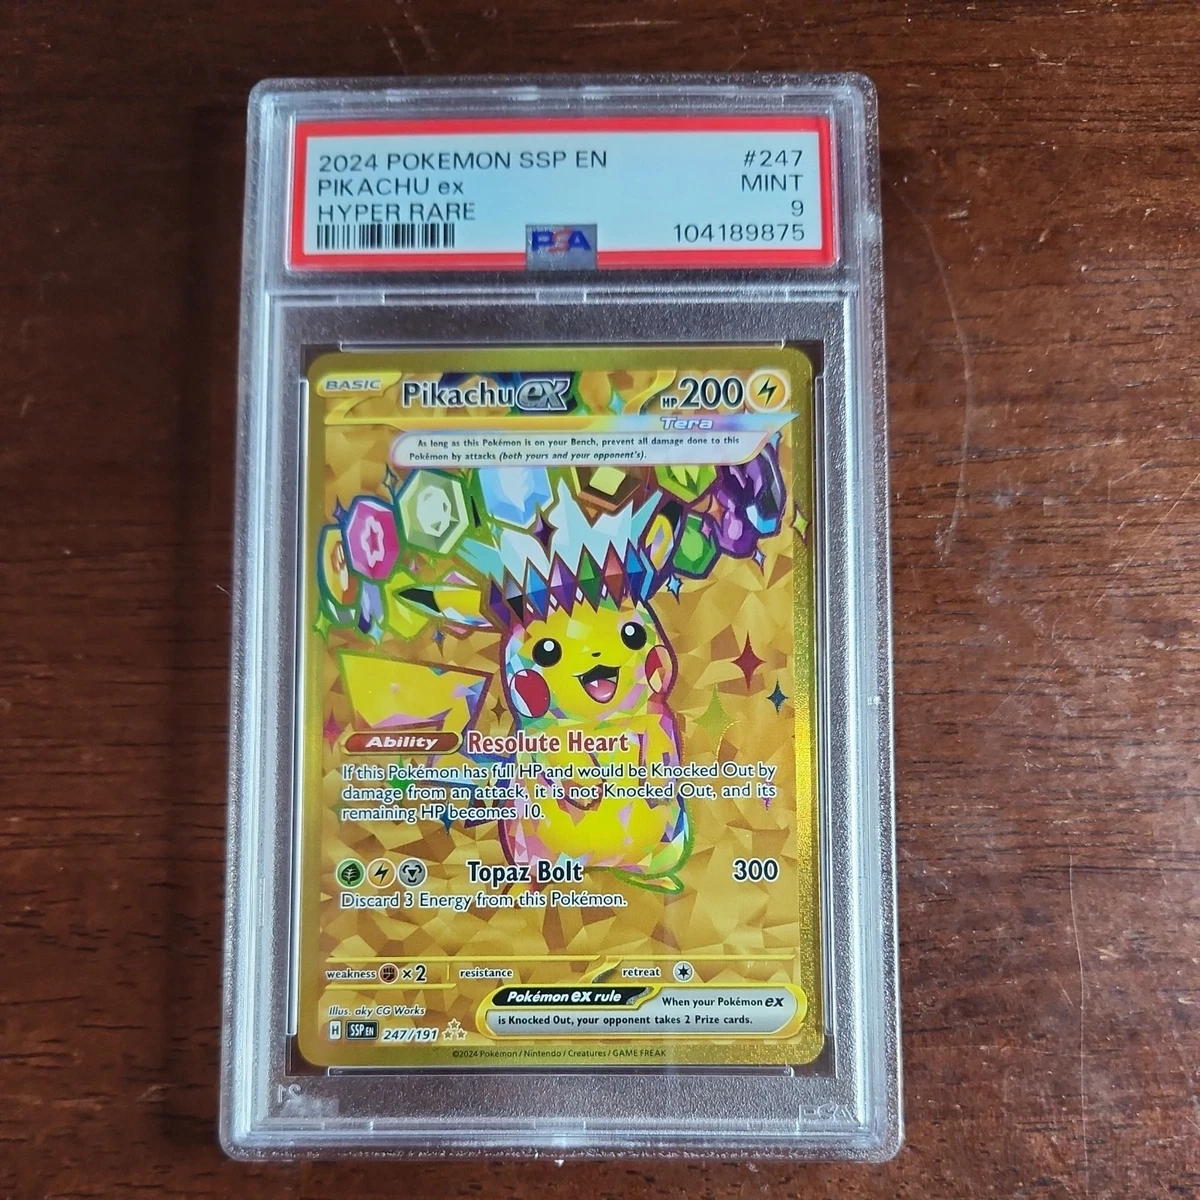 2024 POKEMON SSP EN #247
PIKACHU ex MINT
HYPER RARE 9
PSA 104189875
BASIC Pikachu ex HP 200
Tera
As long as this Pokémon is on your Bench, prevent all damage done to this
Pokémon by attacks (both yours and your opponent's).
Ability Resolute Heart
If this Pokémon has full HP and would be Knocked Out by
damage from an attack, it is not Knocked Out, and its
remaining HP becomes 10.
Topaz Bolt 300
Discard 3 Energy from this Pokémon.
weakness ×2 resistance retreat
Pokémon ex rule When your Pokémon ex
is Knocked Out, your opponent takes 2 Prize cards.
Illus. aky CG Works
H SSP EN 247/191
©2024 Pokémon / Nintendo / Creatures / GAME FREAK